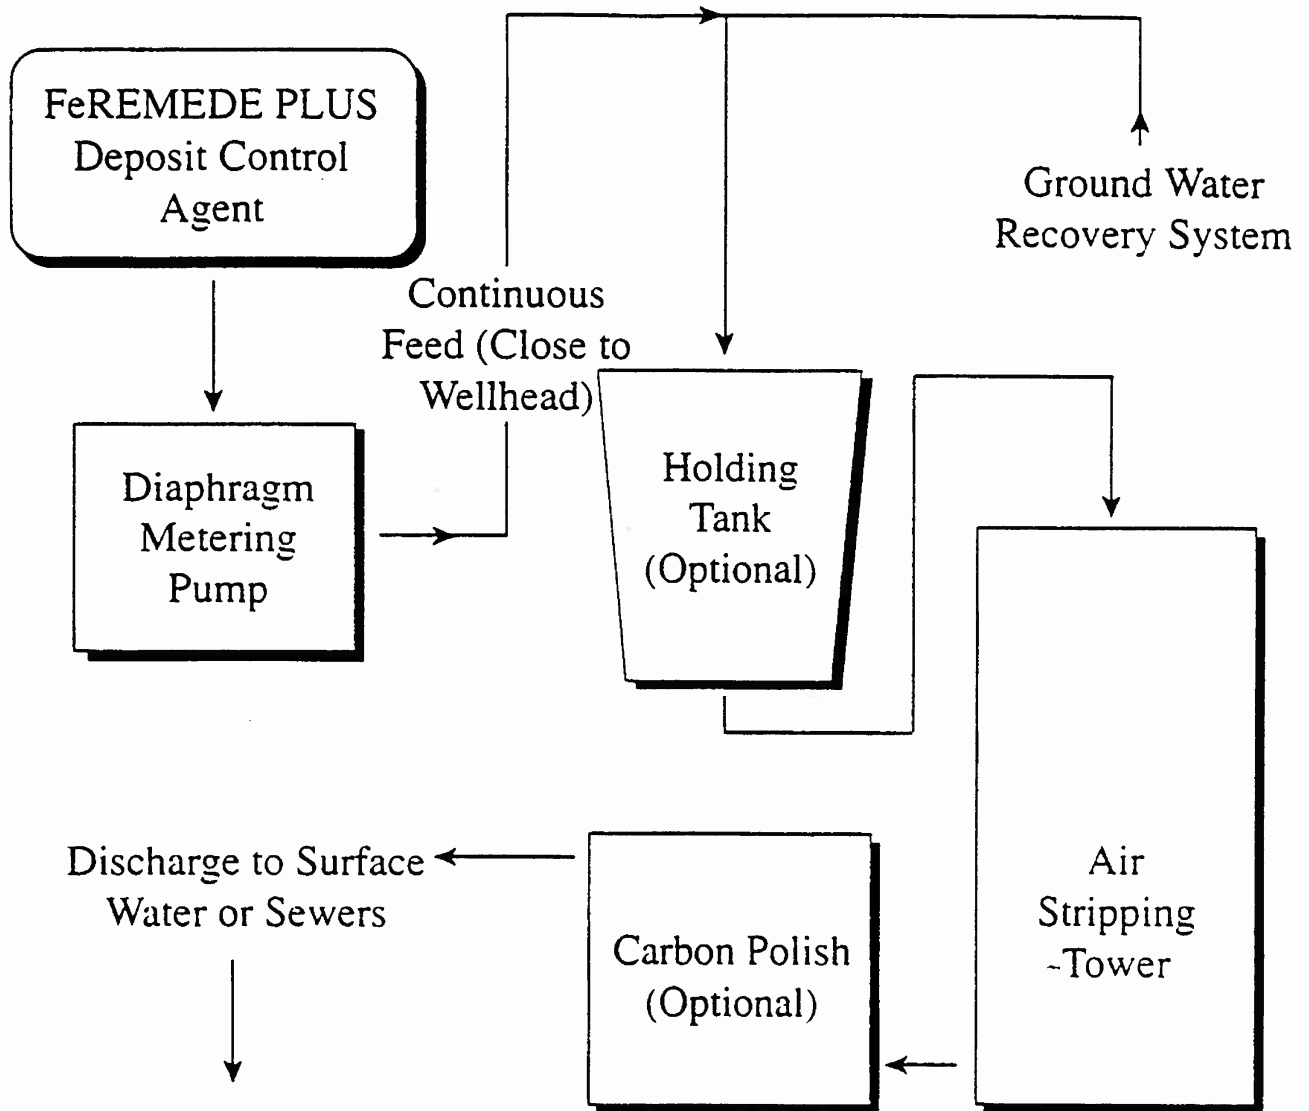 FeREMEDE PLUS
Deposit Control
Agent
Ground Water
Recovery System
Continuous
Feed (Close to
Wellhead)
Diaphragm
Metering
Pump
Holding
Tank
(Optional)
Air
Stripping
-Tower
Carbon Polish
(Optional)
Discharge to Surface
Water or Sewers